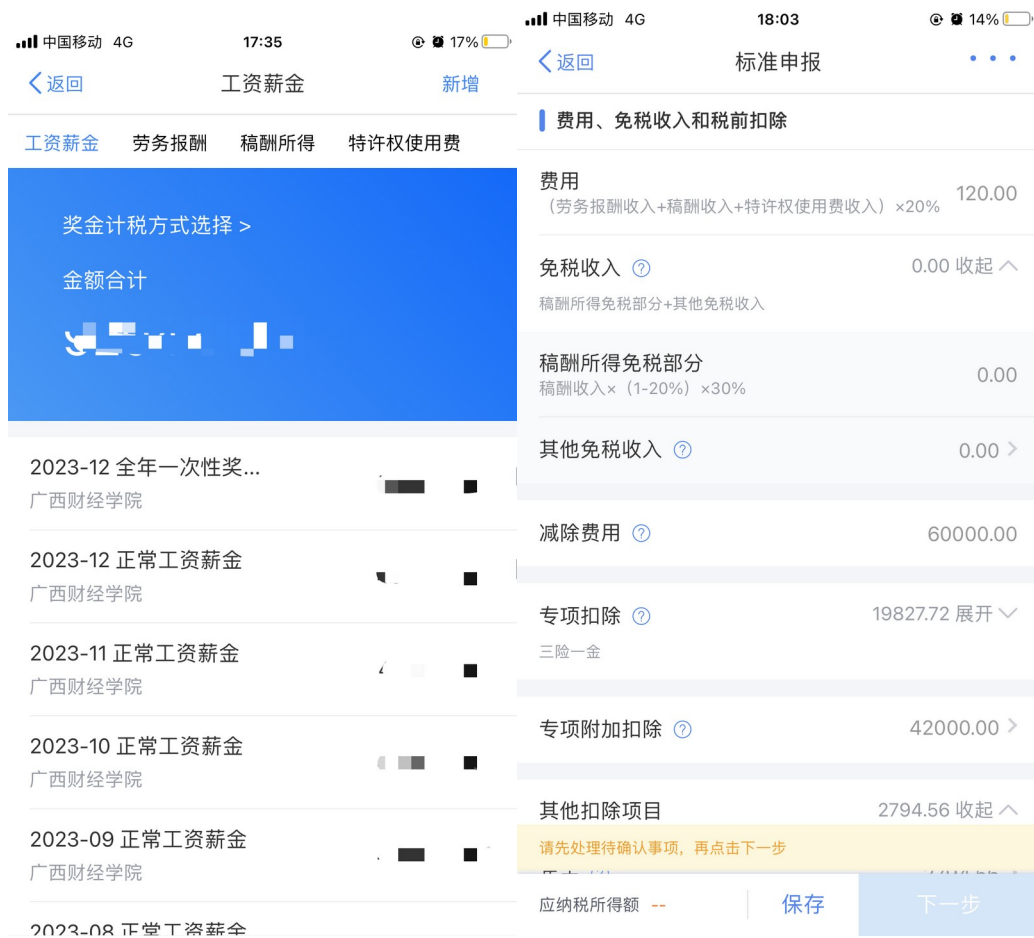 中国移动 4G 17:35 17%
返回 工资薪金 新增
工资薪金 劳务报酬 稿酬所得 特许权使用费
奖金计税方式选择 >
金额合计
2023-12 全年一次性奖...
广西财经学院
2023-12 正常工资薪金
广西财经学院
2023-11 正常工资薪金
广西财经学院
2023-10 正常工资薪金
广西财经学院
2023-09 正常工资薪金
广西财经学院
2023-08 正常工资薪金
中国移动 4G 18:03 14%
返回 标准申报
费用、免税收入和税前扣除
费用 120.00
（劳务报酬收入+稿酬收入+特许权使用费收入）×20%
免税收入 ? 0.00 收起
稿酬所得免税部分+其他免税收入
稿酬所得免税部分 0.00
稿酬收入×（1-20%）×30%
其他免税收入 ? 0.00
减除费用 ? 60000.00
专项扣除 ? 19827.72 展开
三险一金
专项附加扣除 ? 42000.00
其他扣除项目 2794.56 收起
请先处理待确认事项，再点击下一步
应纳税所得额 -- 保存 下一步